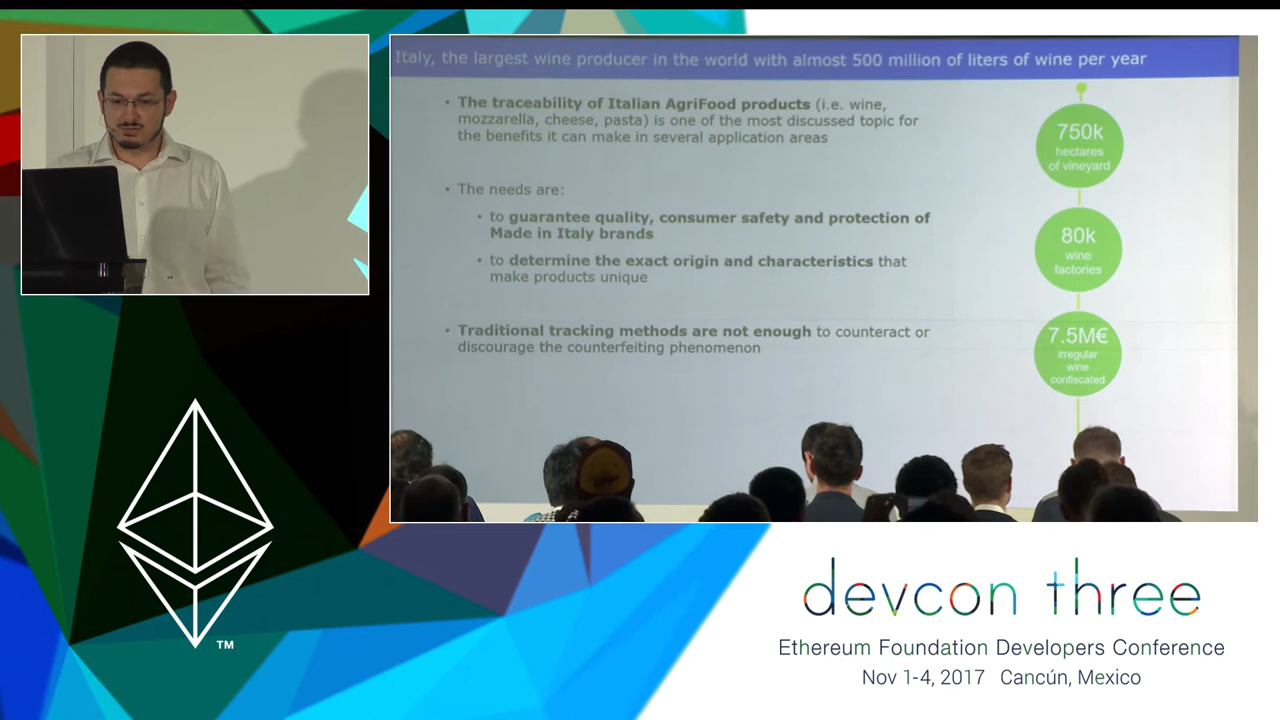 Italy, the largest wine producer in the world with almost 500 million of liters of wine per year
• The traceability of Italian AgriFood products (i.e. wine,
mozzarella, cheese, pasta) is one of the most discussed topic for
the benefits it can make in several application areas
• The needs are:
• to guarantee quality, consumer safety and protection of
Made in Italy brands
• to determine the exact origin and characteristics that
make products unique
• Traditional tracking methods are not enough to counteract or
discourage the counterfeiting phenomenon
750k
hectares
of vineyard
80k
wine
factories
7.5M€
irregular
wine
confiscated
TM
devcon three
Ethereum Foundation Developers Conference
Nov 1-4, 2017 Cancún, Mexico